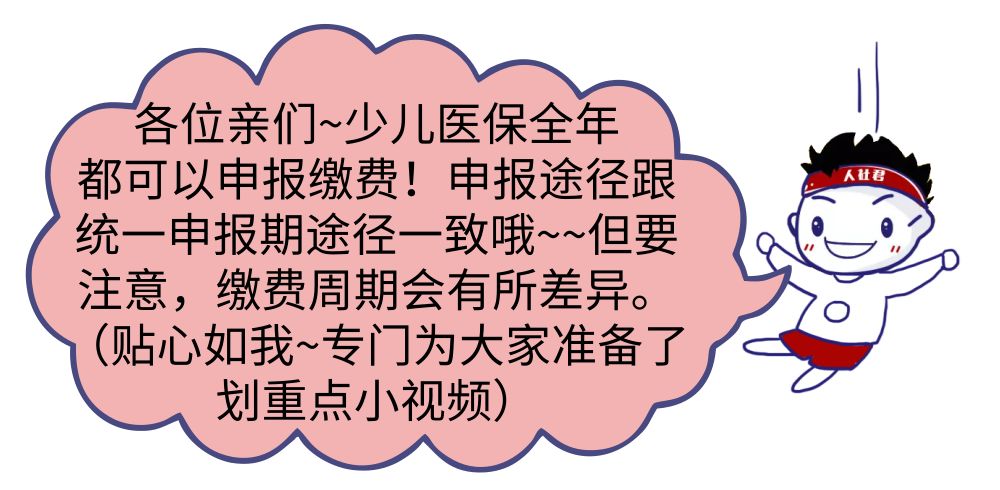 各位亲们~少儿医保全年
都可以申报缴费！申报途径跟
统一申报期途径一致哦~~但要
注意，缴费周期会有所差异。
（贴心如我~专门为大家准备了
划重点小视频）
人社君